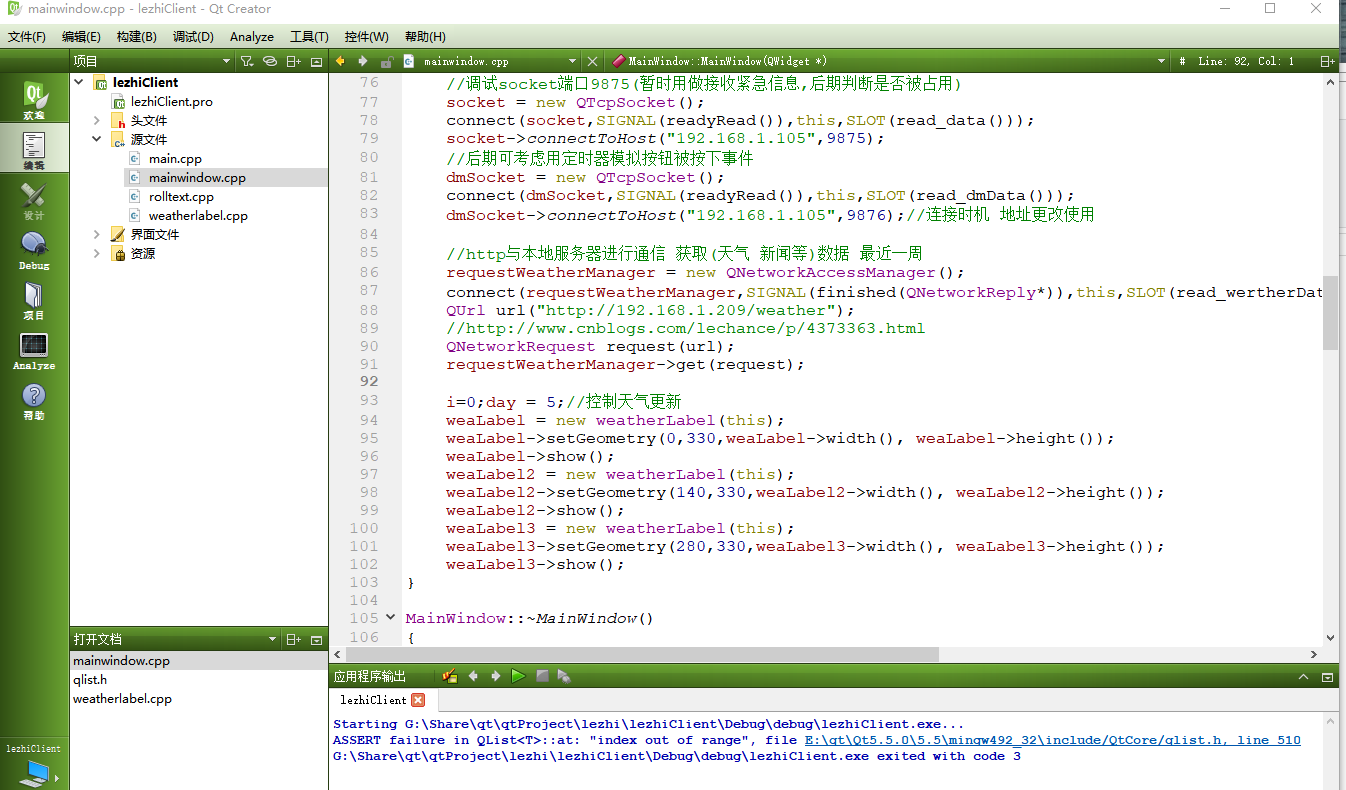 mainwindow.cpp - lezhiClient - Qt Creator
文件(F) 编辑(E) 构建(B) 调试(D) Analyze 工具(T) 控件(W) 帮助(H)
项目
mainwindow.cpp
MainWindow::MainWindow(QWidget *)
# Line: 92, Col: 1
欢迎
编辑
设计
Debug
项目
Analyze
帮助
lezhiClient
lezhiClient
lezhiClient.pro
头文件
源文件
main.cpp
mainwindow.cpp
rolltext.cpp
weatherlabel.cpp
界面文件
资源
打开文档
mainwindow.cpp
qlist.h
weatherlabel.cpp
76 //调试socket端口9875(暂时用做接收紧急信息,后期判断是否被占用)
77 socket = new QTcpSocket();
78 connect(socket,SIGNAL(readyRead()),this,SLOT(read_data()));
79 socket->connectToHost("192.168.1.105",9875);
80 //后期可考虑用定时器模拟按钮被按下事件
81 dmSocket = new QTcpSocket();
82 connect(dmSocket,SIGNAL(readyRead()),this,SLOT(read_dmData()));
83 dmSocket->connectToHost("192.168.1.105",9876);//连接时机 地址更改使用
84
85 //http与本地服务器进行通信 获取(天气 新闻等)数据 最近一周
86 requestWeatherManager = new QNetworkAccessManager();
87 connect(requestWeatherManager,SIGNAL(finished(QNetworkReply*)),this,SLOT(read_wertherDat
88 QUrl url("http://192.168.1.209/weather");
89 //http://www.cnblogs.com/lechance/p/4373363.html
90 QNetworkRequest request(url);
91 requestWeatherManager->get(request);
92
93 i=0;day = 5;//控制天气更新
94 weaLabel = new weatherLabel(this);
95 weaLabel->setGeometry(0,330,weaLabel->width(), weaLabel->height());
96 weaLabel->show();
97 weaLabel2 = new weatherLabel(this);
98 weaLabel2->setGeometry(140,330,weaLabel2->width(), weaLabel2->height());
99 weaLabel2->show();
100 weaLabel3 = new weatherLabel(this);
101 weaLabel3->setGeometry(280,330,weaLabel3->width(), weaLabel3->height());
102 weaLabel3->show();
103 }
104
105 MainWindow::~MainWindow()
106 {
应用程序输出
lezhiClient
Starting G:\Share\qt\qtProject\lezhi\lezhiClient\Debug\debug\lezhiClient.exe...
ASSERT failure in QList<T>::at: "index out of range", file E:\qt\Qt5.5.0\5.5\mingw492_32\include/QtCore/qlist.h, line 510
G:\Share\qt\qtProject\lezhi\lezhiClient\Debug\debug\lezhiClient.exe exited with code 3